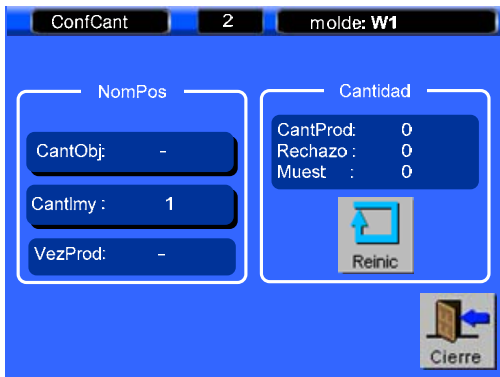 ConfCant 2 molde: W1
NomPos
CantObj: -
CantImy : 1
VezProd: -
Cantidad
CantProd: 0
Rechazo : 0
Muest : 0
Reinic
Cierre